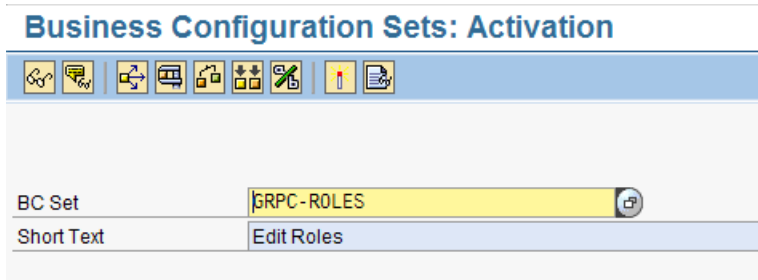 Business Configuration Sets: Activation
BC Set GRPC-ROLES
Short Text Edit Roles